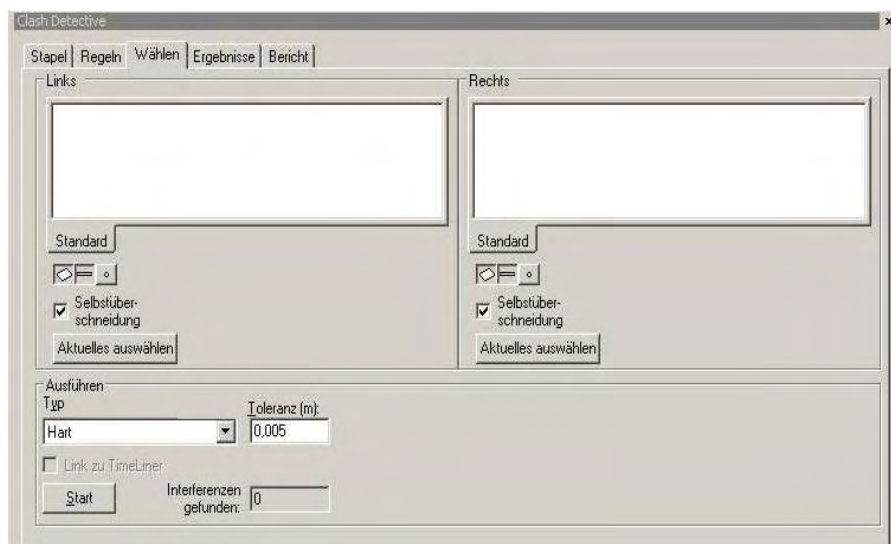 Clash Detective
Stapel Regeln Wählen Ergebnisse Bericht
Links
Standard
Selbstüber-
schneidung
Aktuelles auswählen
Rechts
Standard
Selbstüber-
schneidung
Aktuelles auswählen
Ausführen
Typ
Hart
Toleranz (m):
0,005
Link zu TimeLiner
Start
Interferenzen
gefunden:
0